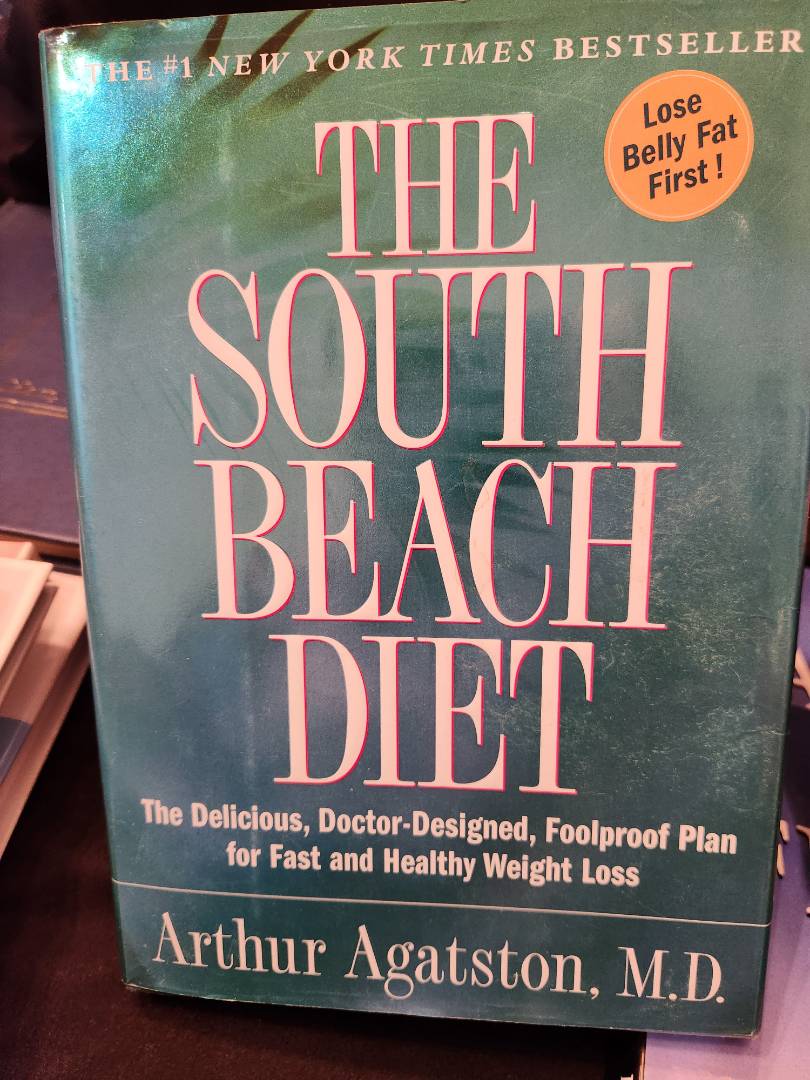 THE #1 NEW YORK TIMES BESTSELLER
Lose
Belly Fat
First!
THE
SOUTH
BEACH
DIET
The Delicious, Doctor-Designed, Foolproof Plan
for Fast and Healthy Weight Loss
Arthur Agatston, M.D.